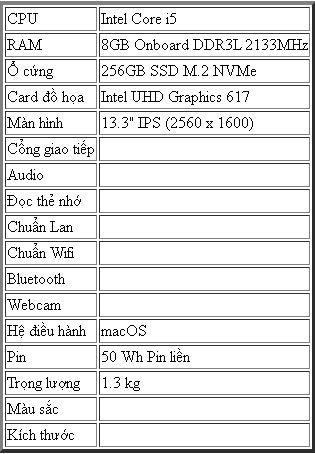 CPU Intel Core i5
RAM 8GB Onboard DDR3L 2133MHz
Ổ cứng 256GB SSD M.2 NVMe
Card đồ họa Intel UHD Graphics 617
Màn hình 13.3" IPS (2560 x 1600)
Cổng giao tiếp
Audio
Đọc thẻ nhớ
Chuẩn Lan
Chuẩn Wifi
Bluetooth
Webcam
Hệ điều hành macOS
Pin 50 Wh Pin liền
Trọng lượng 1.3 kg
Màu sắc
Kích thước